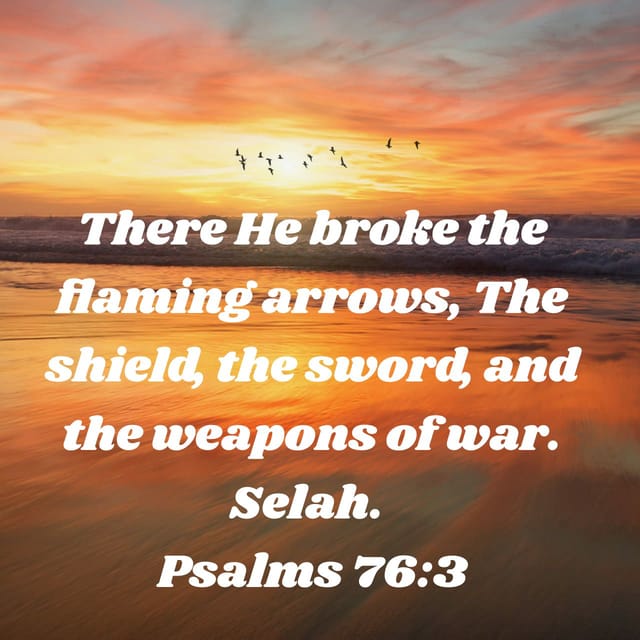 There He broke the
flaming arrows, The
shield, the sword, and
the weapons of war.
Selah.
Psalms 76:3